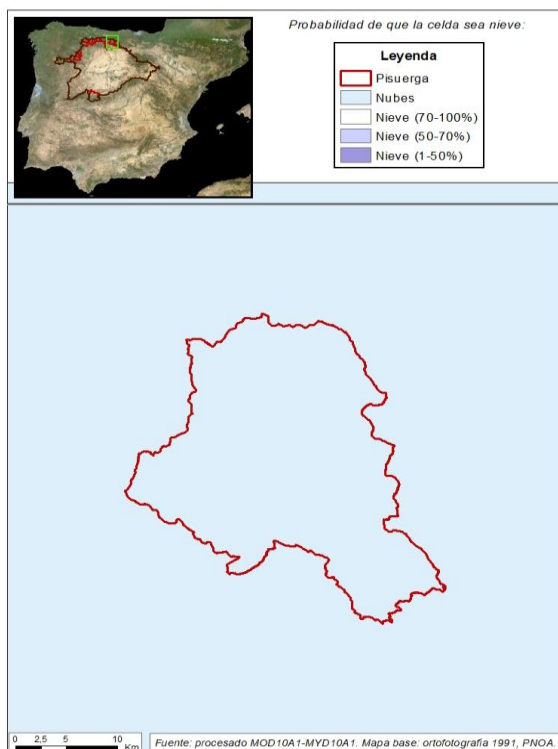 Probabilidad de que la celda sea nieve:
Leyenda
Pisuerga
Nubes
Nieve (70-100%)
Nieve (50-70%)
Nieve (1-50%)
0 2,5 5 10
Km
Fuente: procesado MOD10A1-MYD10A1. Mapa base: ortofotografia 1991, PNOA